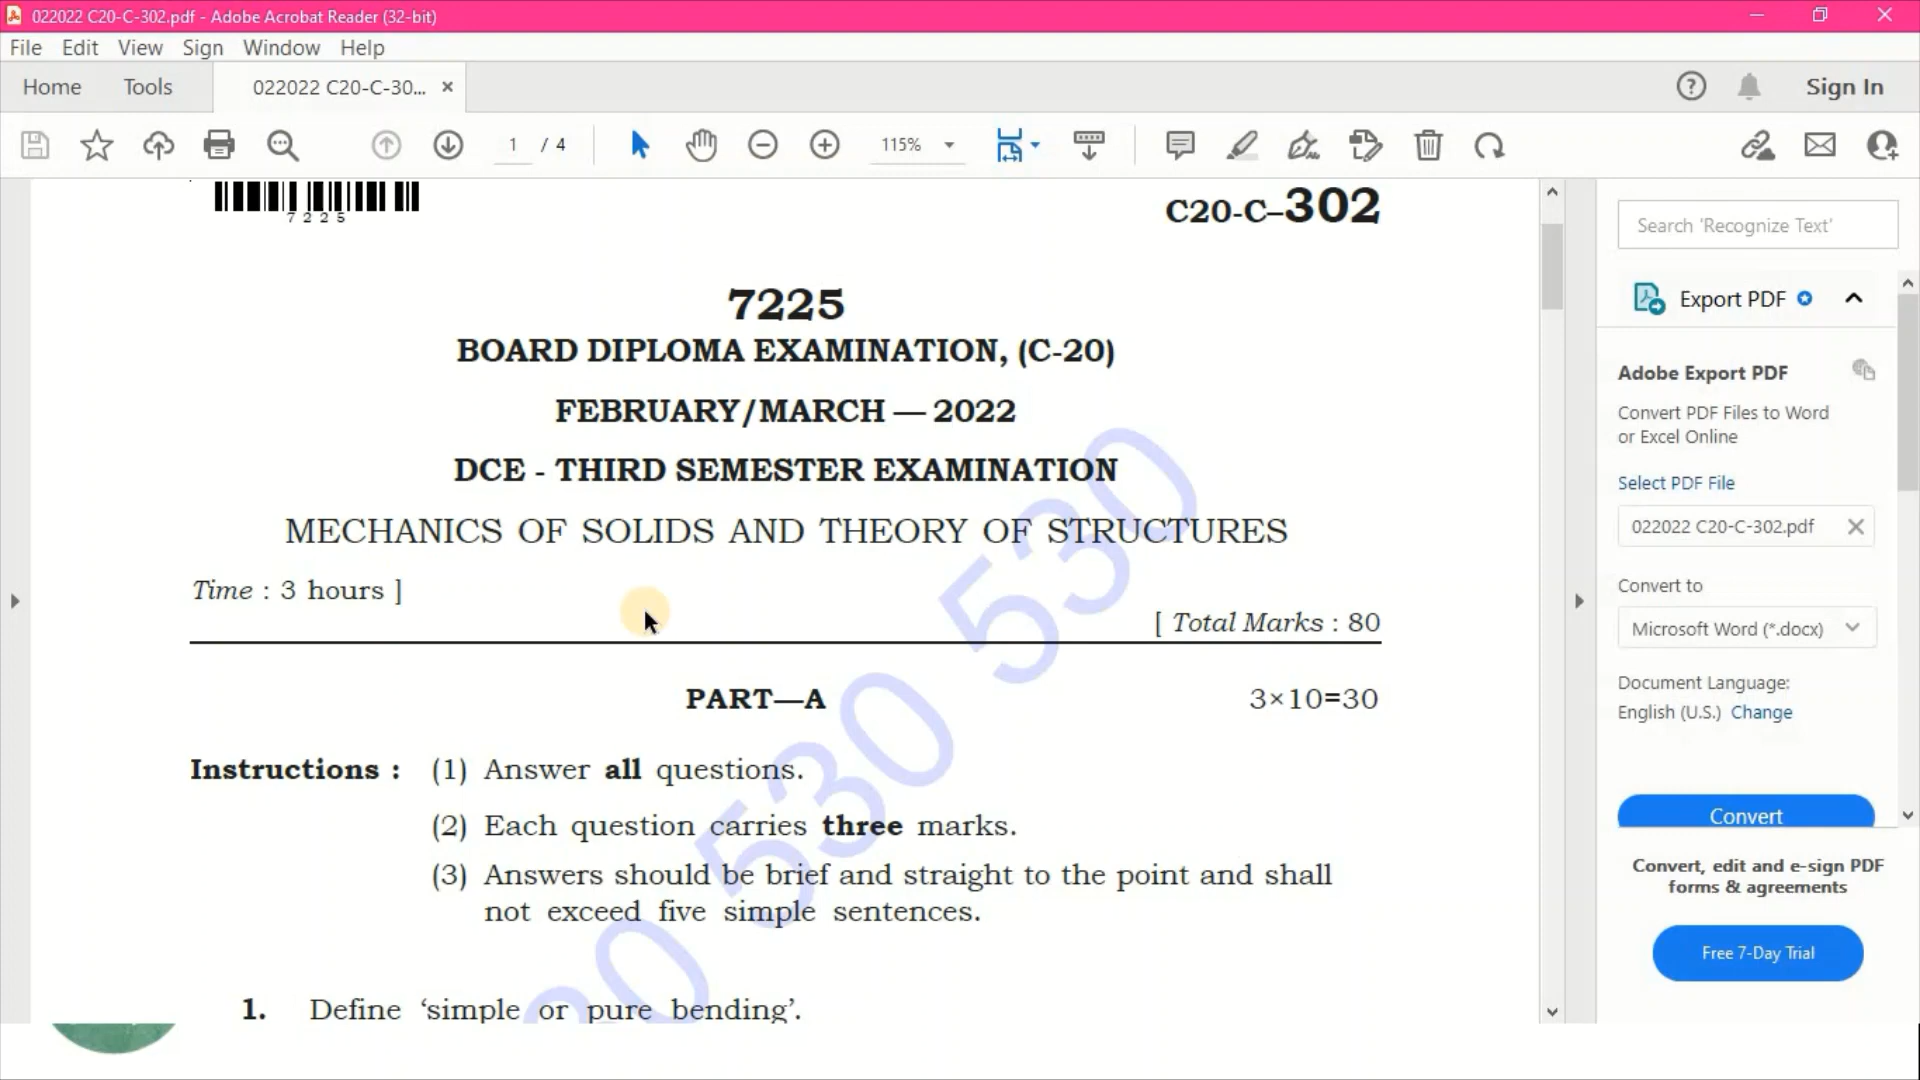 022022 C20-C-302.pdf - Adobe Acrobat Reader (32-bit)
File Edit View Sign Window Help
Home Tools 022022 C20-C-30... ×
Sign In
1 / 4 115%
7225
C20-C–302
7225
BOARD DIPLOMA EXAMINATION, (C-20)
FEBRUARY/MARCH — 2022
DCE - THIRD SEMESTER EXAMINATION
MECHANICS OF SOLIDS AND THEORY OF STRUCTURES
Time : 3 hours ]
[ Total Marks : 80
PART—A 3×10=30
Instructions : (1) Answer all questions.
(2) Each question carries three marks.
(3) Answers should be brief and straight to the point and shall
not exceed five simple sentences.
1. Define ‘simple or pure bending’.
530 530 530
Search 'Recognize Text'
Export PDF
Adobe Export PDF
Convert PDF Files to Word
or Excel Online
Select PDF File
022022 C20-C-302.pdf
Convert to
Microsoft Word (*.docx)
Document Language:
English (U.S.) Change
Convert
Convert, edit and e-sign PDF
forms & agreements
Free 7-Day Trial